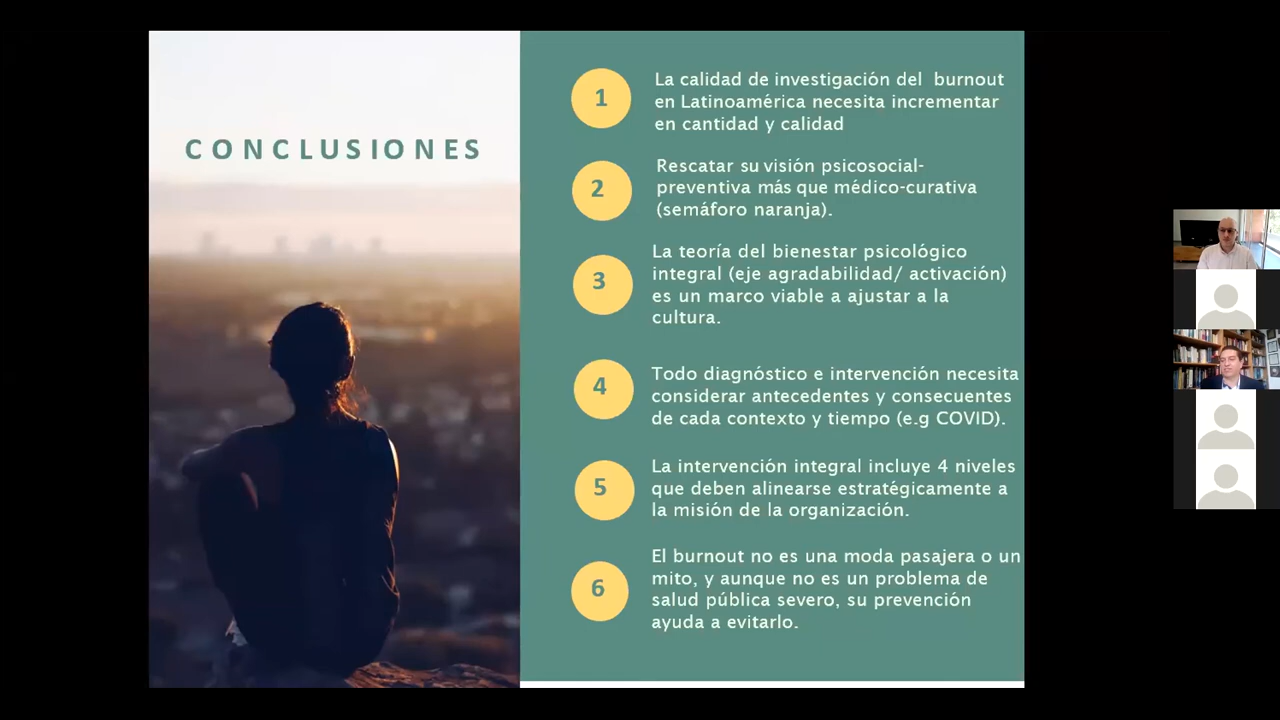 CONCLUSIONES
1
La calidad de investigación del burnout
en Latinoamérica necesita incrementar
en cantidad y calidad
2
Rescatar su visión psicosocial-
preventiva más que médico-curativa
(semáforo naranja).
3
La teoría del bienestar psicológico
integral (eje agradabilidad/ activación)
es un marco viable a ajustar a la
cultura.
4
Todo diagnóstico e intervención necesita
considerar antecedentes y consecuentes
de cada contexto y tiempo (e.g COVID).
5
La intervención integral incluye 4 niveles
que deben alinearse estratégicamente a
la misión de la organización.
6
El burnout no es una moda pasajera o un
mito, y aunque no es un problema de
salud pública severo, su prevención
ayuda a evitarlo.